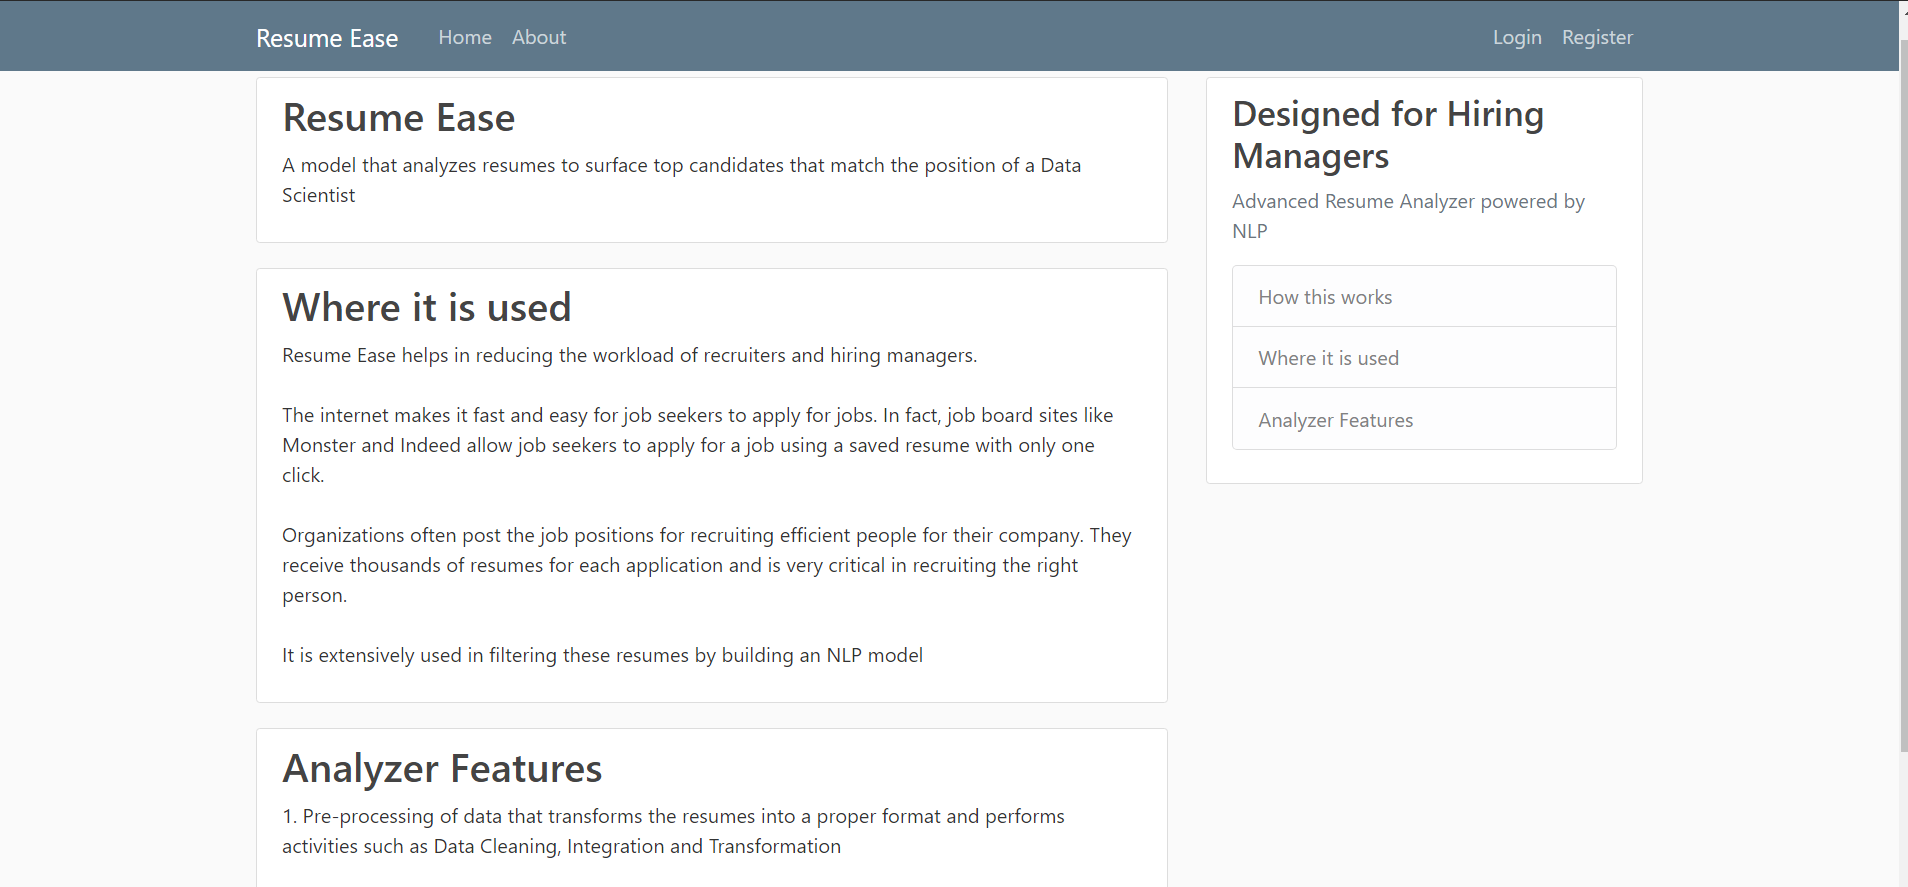 Resume Ease Home About Login Register
Resume Ease
A model that analyzes resumes to surface top candidates that match the position of a Data
Scientist
Where it is used
Resume Ease helps in reducing the workload of recruiters and hiring managers.
The internet makes it fast and easy for job seekers to apply for jobs. In fact, job board sites like
Monster and Indeed allow job seekers to apply for a job using a saved resume with only one
click.
Organizations often post the job positions for recruiting efficient people for their company. They
receive thousands of resumes for each application and is very critical in recruiting the right
person.
It is extensively used in filtering these resumes by building an NLP model
Analyzer Features
1. Pre-processing of data that transforms the resumes into a proper format and performs
activities such as Data Cleaning, Integration and Transformation
Designed for Hiring
Managers
Advanced Resume Analyzer powered by
NLP
How this works
Where it is used
Analyzer Features